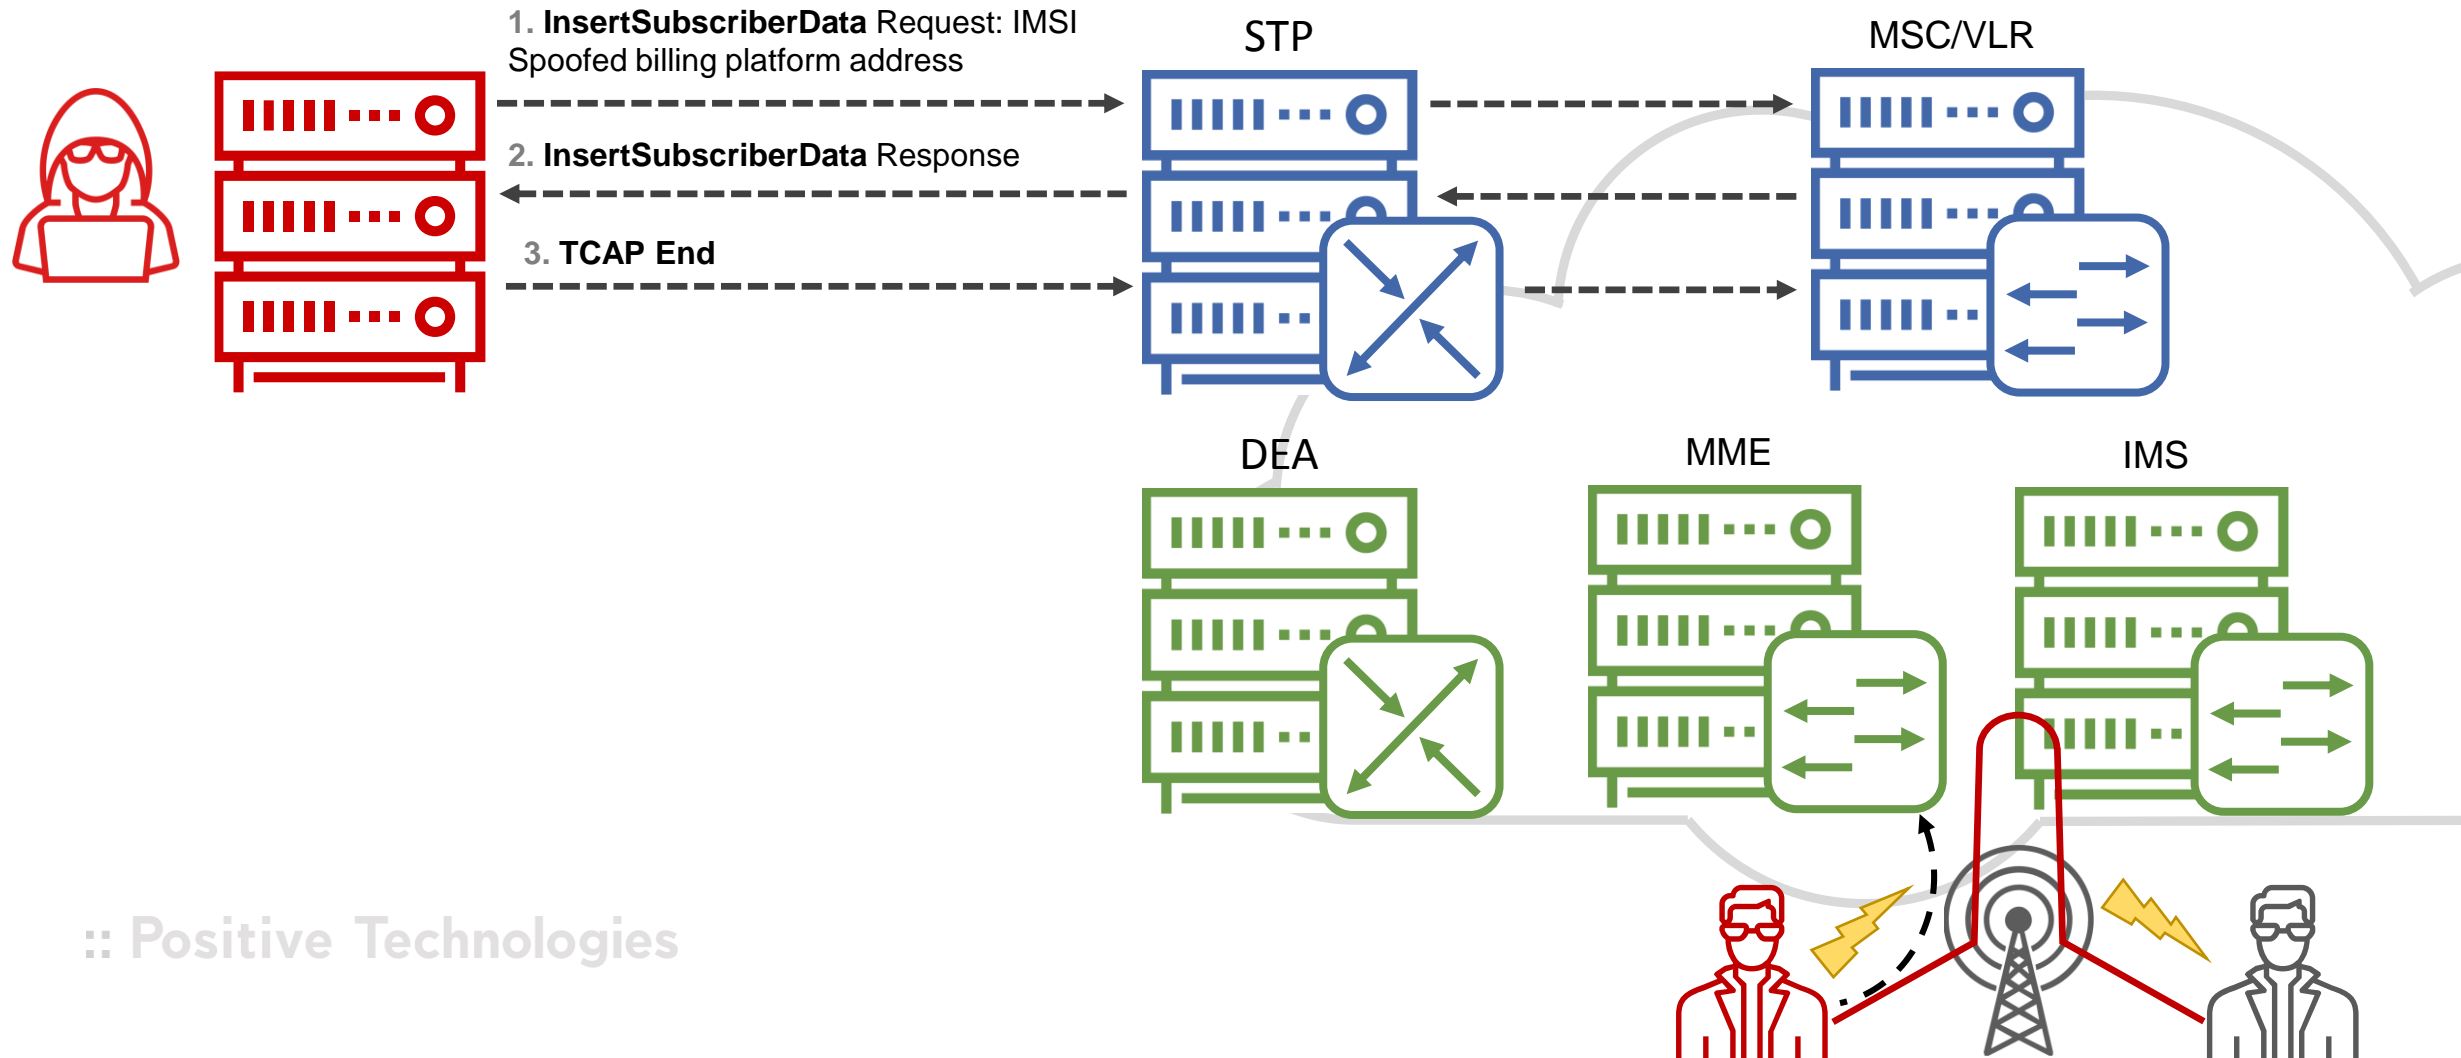 1. InsertSubscriberData Request: IMSI
Spoofed billing platform address
STP
MSC/VLR
2. InsertSubscriberData Response
3. TCAP End
DEA
MME
IMS
:: Positive Technologies